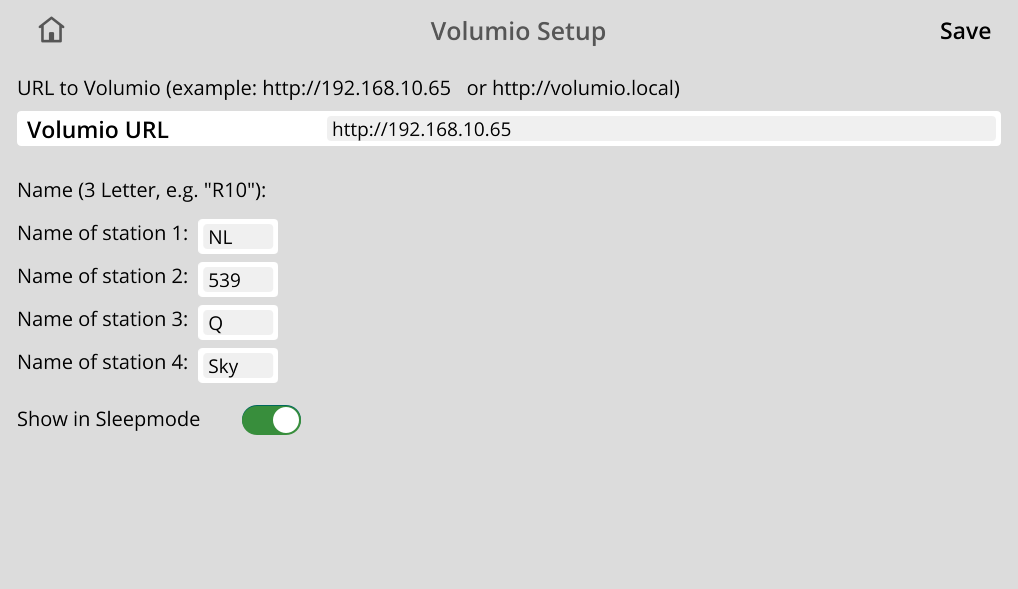 Volumio Setup
Save
URL to Volumio (example: http://192.168.10.65 or http://volumio.local)
Volumio URL http://192.168.10.65
Name (3 Letter, e.g. "R10"):
Name of station 1: NL
Name of station 2: 539
Name of station 3: Q
Name of station 4: Sky
Show in Sleepmode